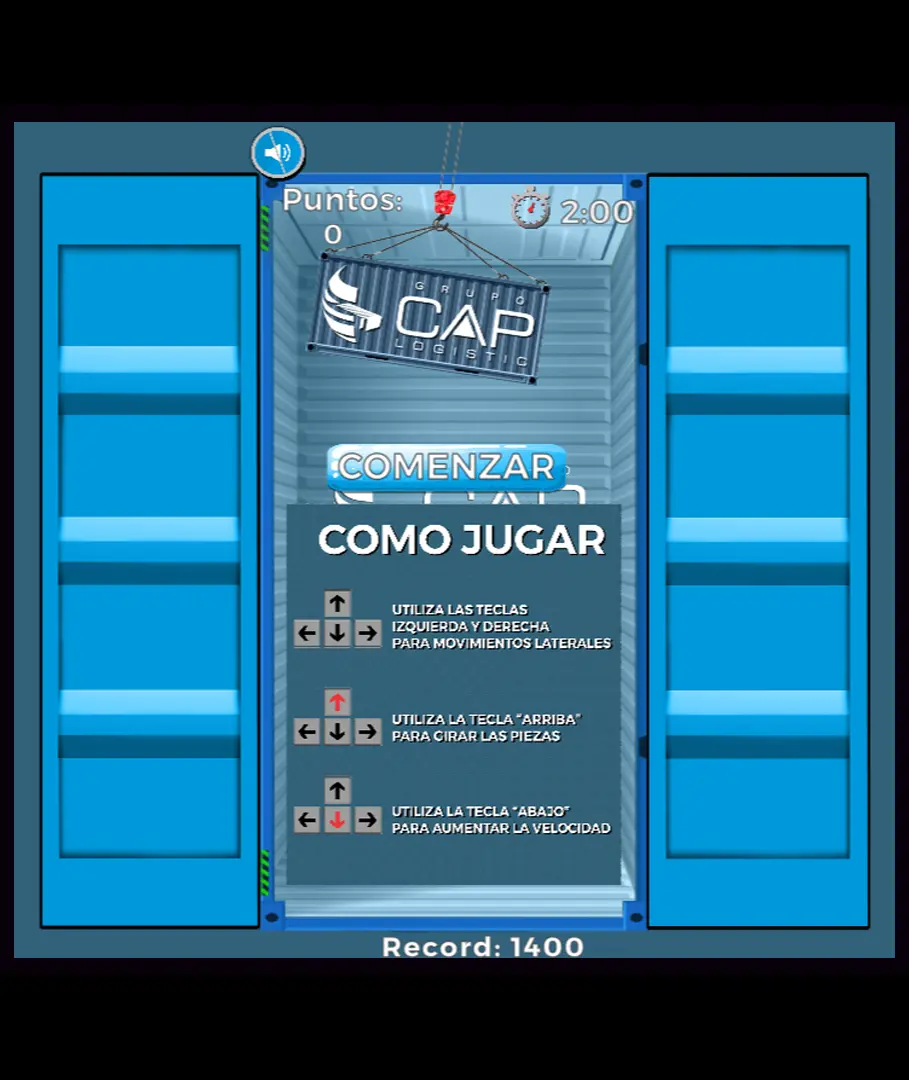 Puntos:
0
2:00
GRUPO
CAP
LOGISTIC
COMENZAR
COMO JUGAR
UTILIZA LAS TECLAS
IZQUIERDA Y DERECHA
PARA MOVIMIENTOS LATERALES
UTILIZA LA TECLA "ARRIBA"
PARA GIRAR LAS PIEZAS
UTILIZA LA TECLA "ABAJO"
PARA AUMENTAR LA VELOCIDAD
Record: 1400